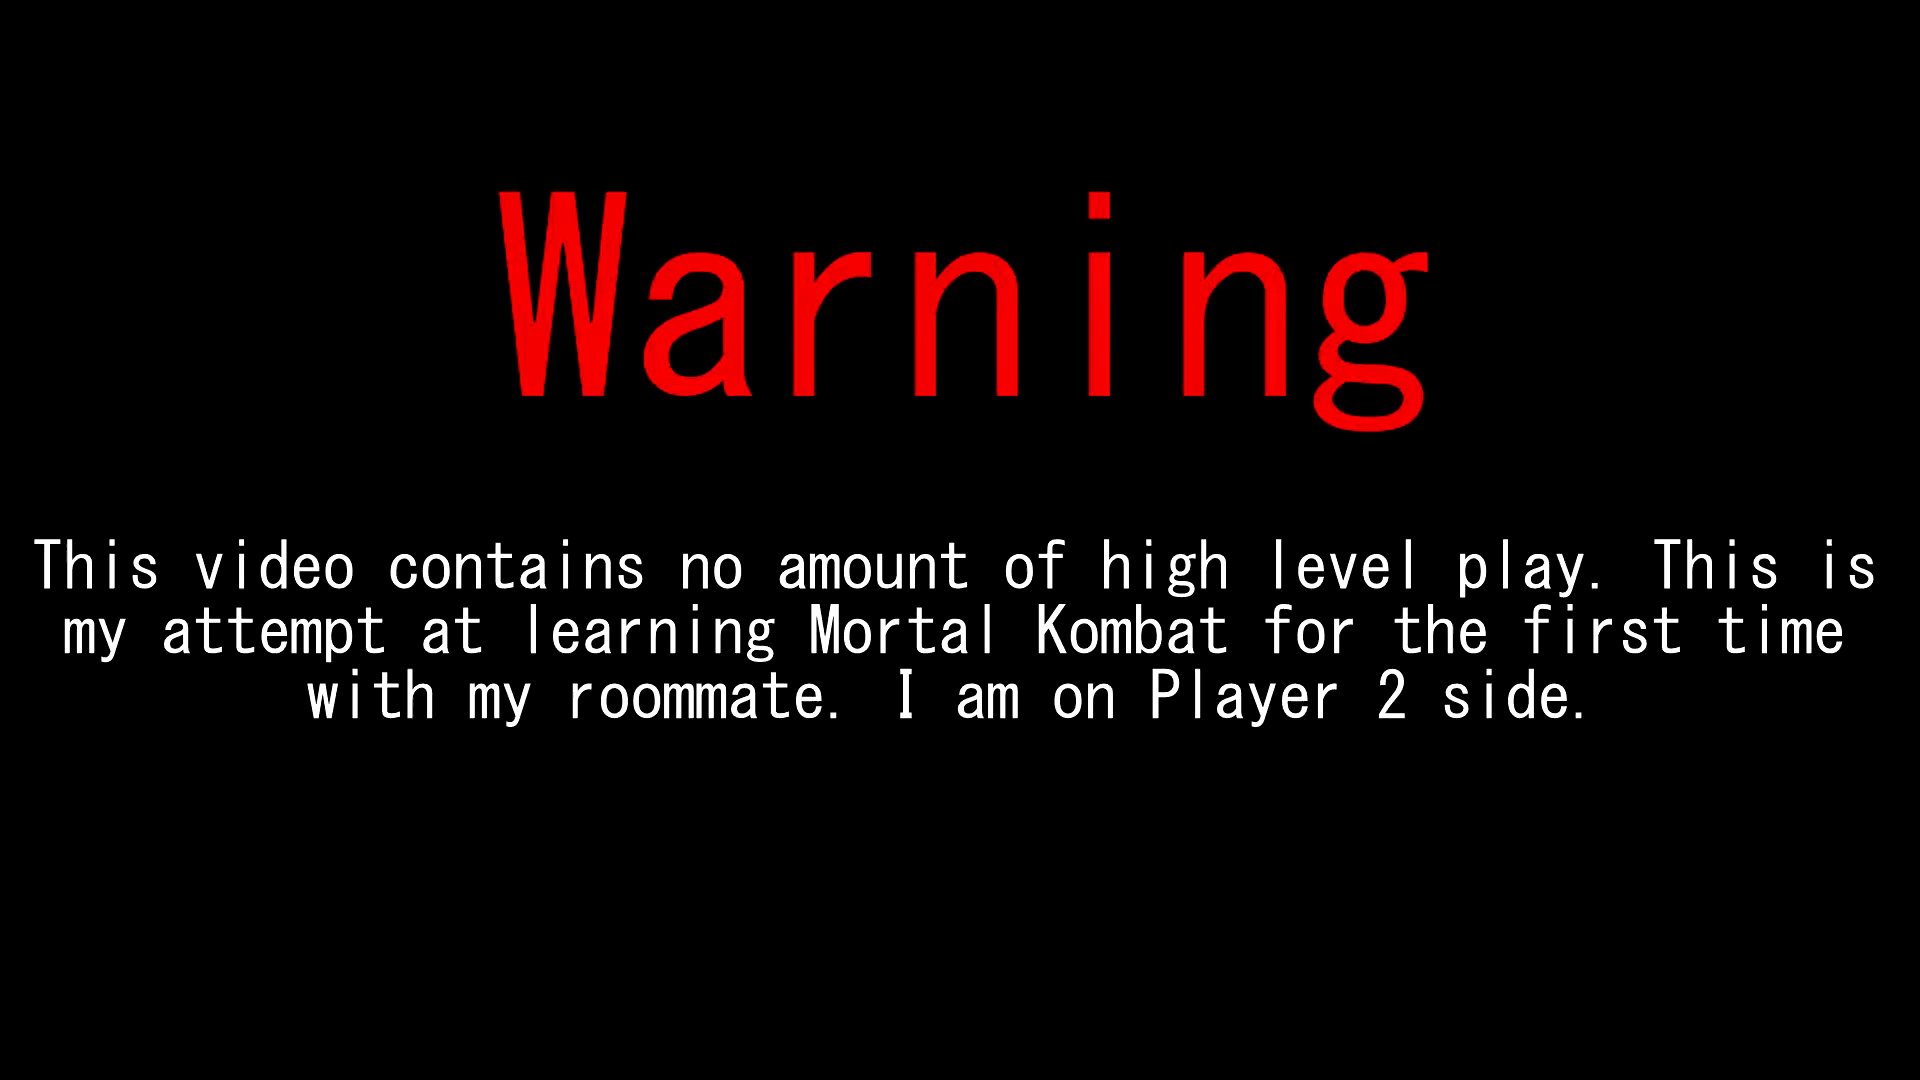 Warning
This video contains no amount of high level play. This is
my attempt at learning Mortal Kombat for the first time
with my roommate. I am on Player 2 side.